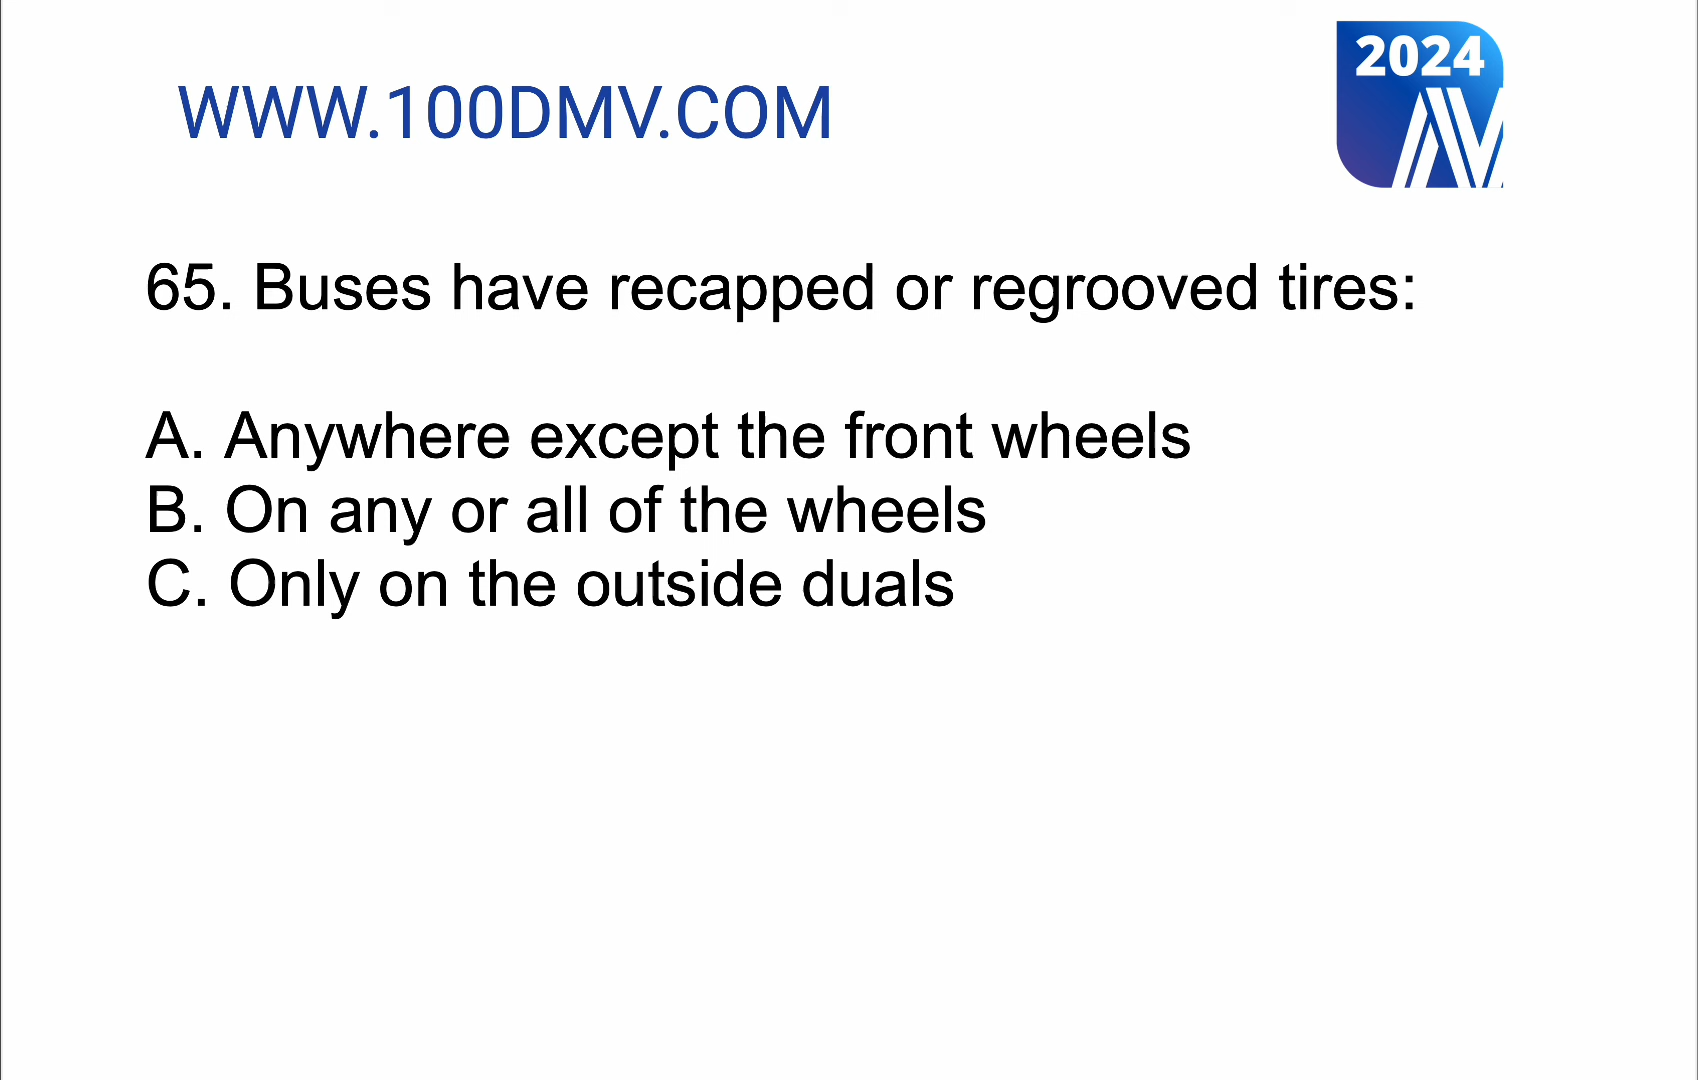 2024
WWW.100DMV.COM
65. Buses have recapped or regrooved tires:
A. Anywhere except the front wheels
B. On any or all of the wheels
C. Only on the outside duals